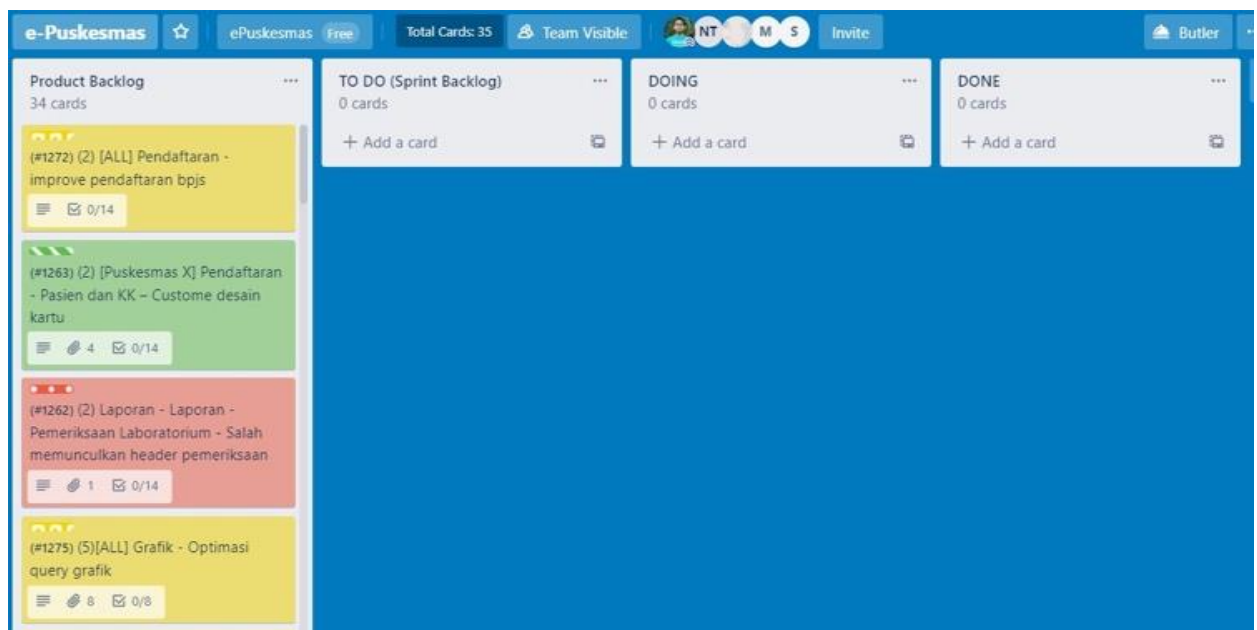 e-Puskesmas ePuskesmas Free Total Cards: 35 Team Visible NT M S Invite Butler
Product Backlog
34 cards
(#1272) (2) [ALL] Pendaftaran -
improve pendaftaran bpjs
0/14
(#1263) (2) [Puskesmas X] Pendaftaran
- Pasien dan KK – Custome desain
kartu
4 0/14
(#1262) (2) Laporan - Laporan -
Pemeriksaan Laboratorium - Salah
memunculkan header pemeriksaan
1 0/14
(#1275) (5)[ALL] Grafik - Optimasi
query grafik
8 0/8
TO DO (Sprint Backlog)
0 cards
+ Add a card
DOING
0 cards
+ Add a card
DONE
0 cards
+ Add a card